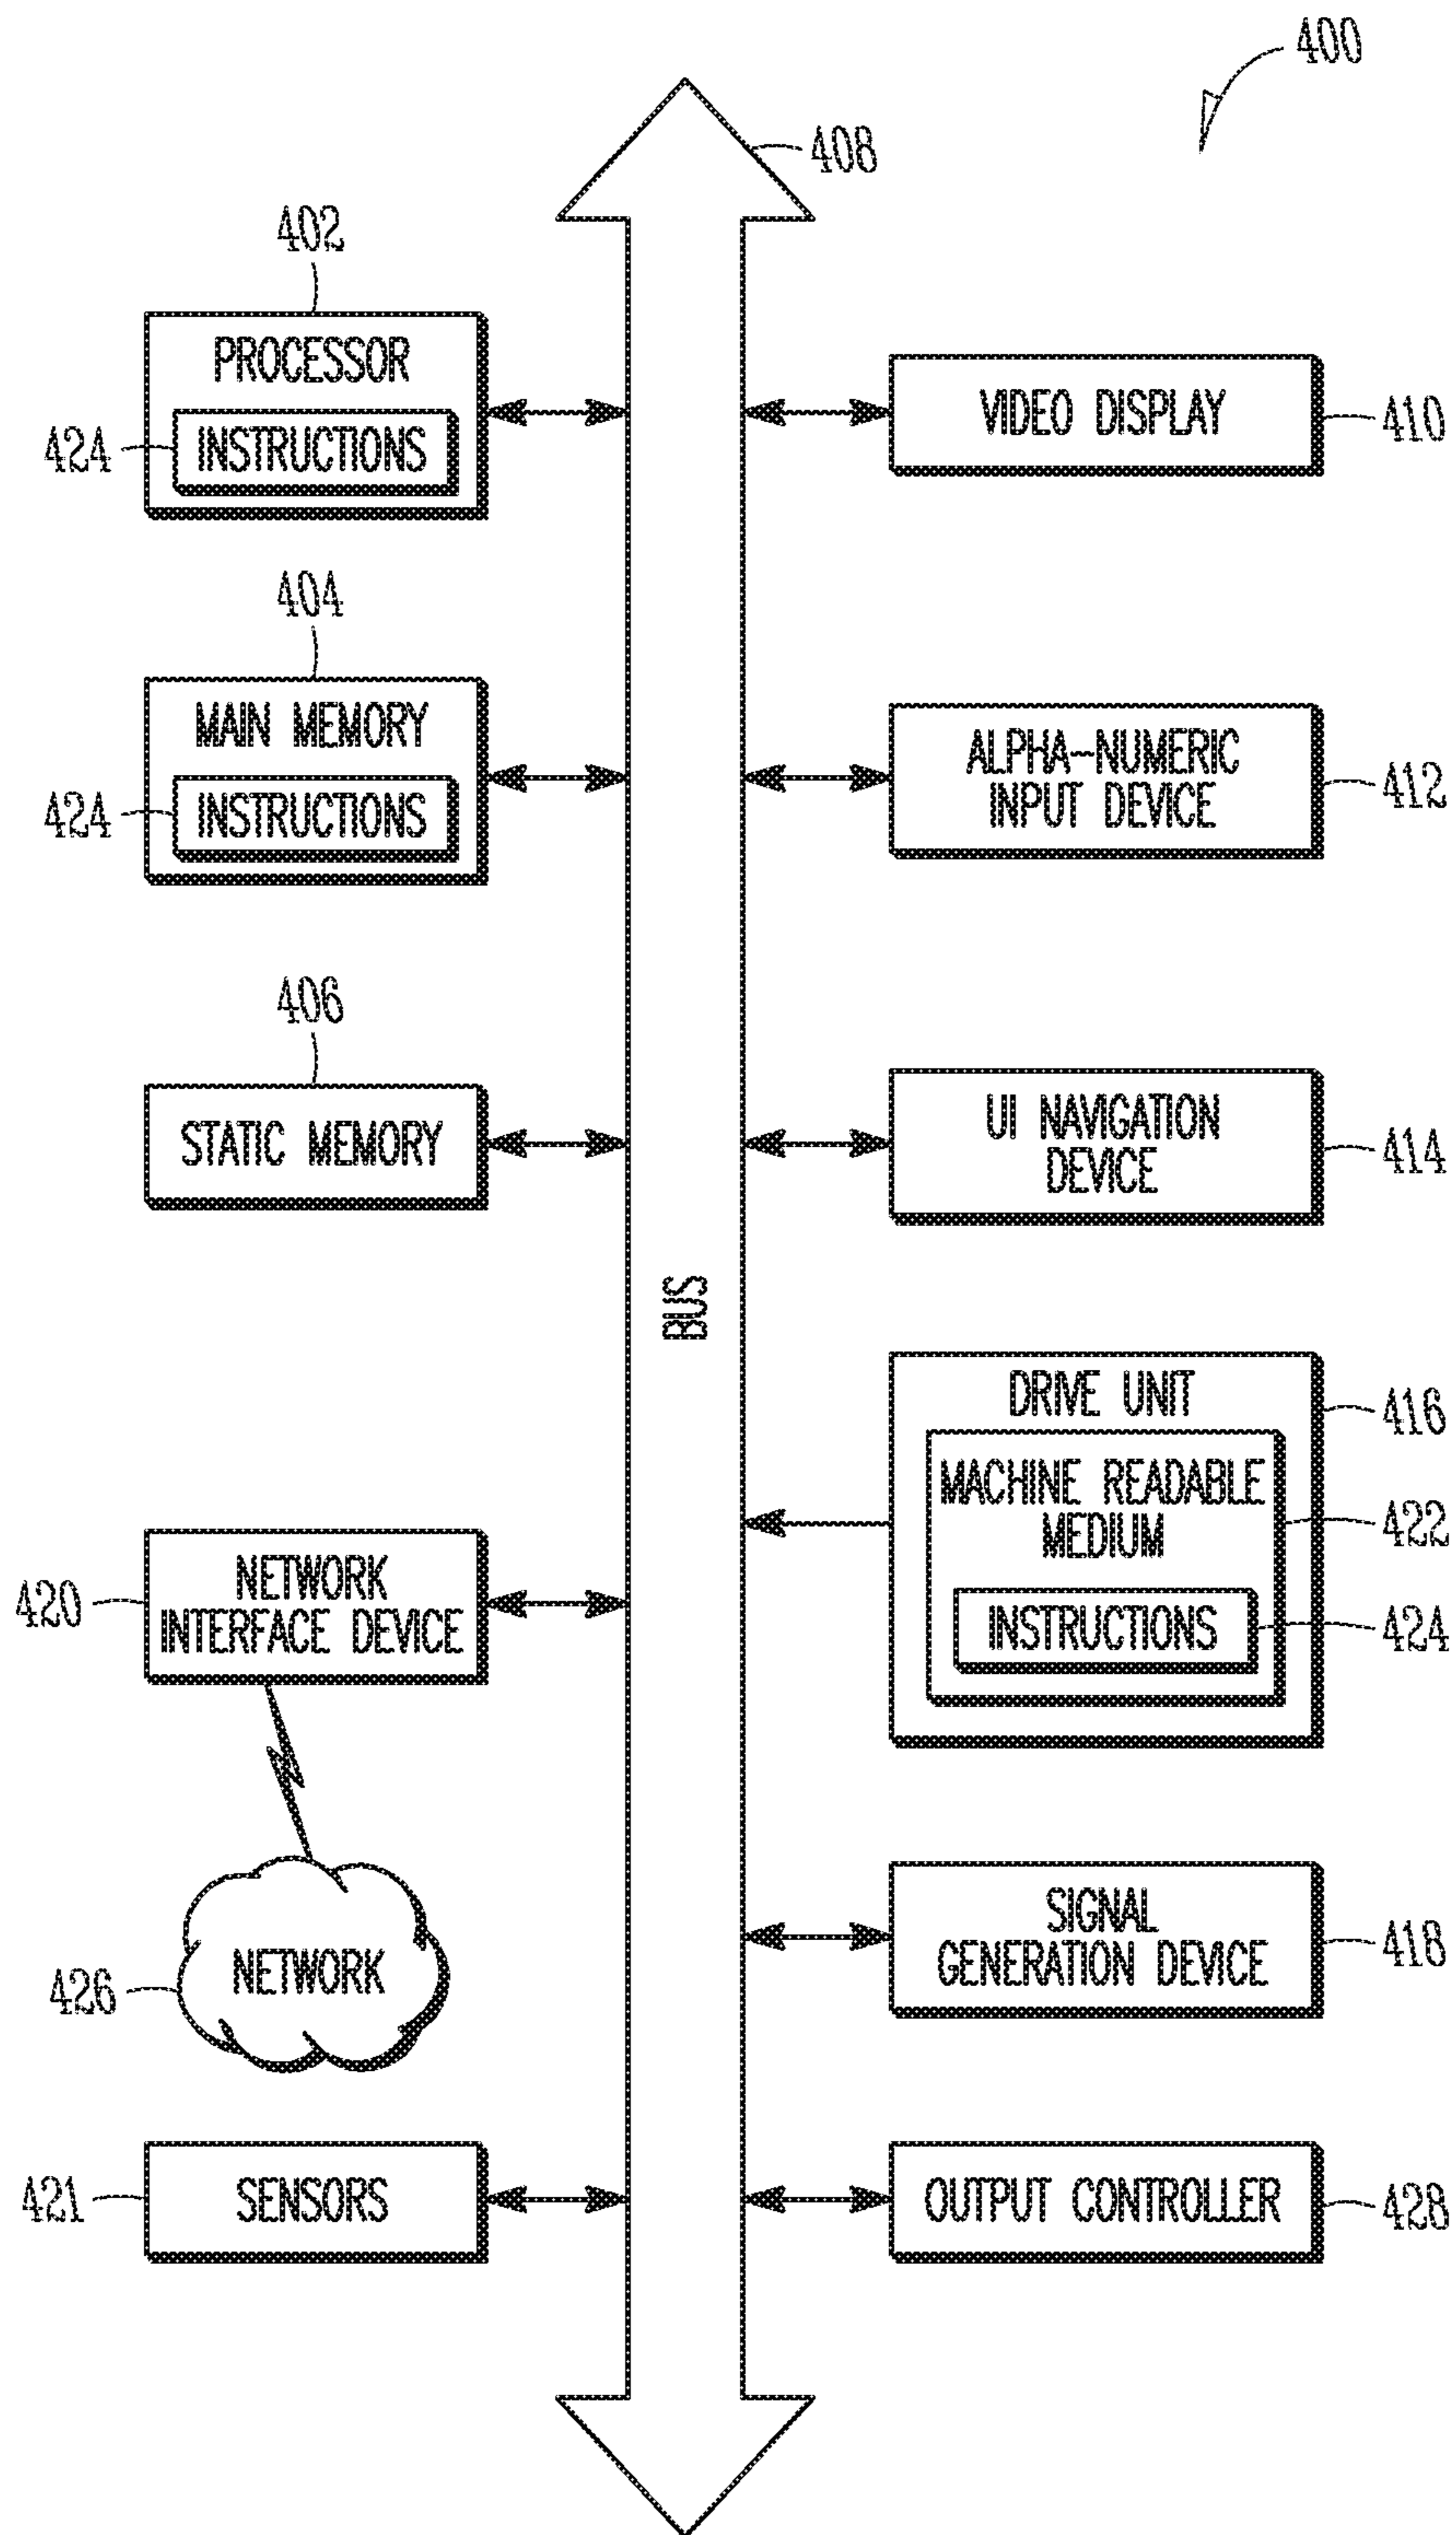 400
408
402
PROCESSOR
424
INSTRUCTIONS
VIDEO DISPLAY
410
404
MAIN MEMORY
424
INSTRUCTIONS
ALPHA-NUMERIC
INPUT DEVICE
412
406
STATIC MEMORY
UI NAVIGATION
DEVICE
414
BUS
DRIVE UNIT
416
MACHINE READABLE
MEDIUM
422
INSTRUCTIONS
424
420
NETWORK
INTERFACE DEVICE
426
NETWORK
SIGNAL
GENERATION DEVICE
418
421
SENSORS
OUTPUT CONTROLLER
428